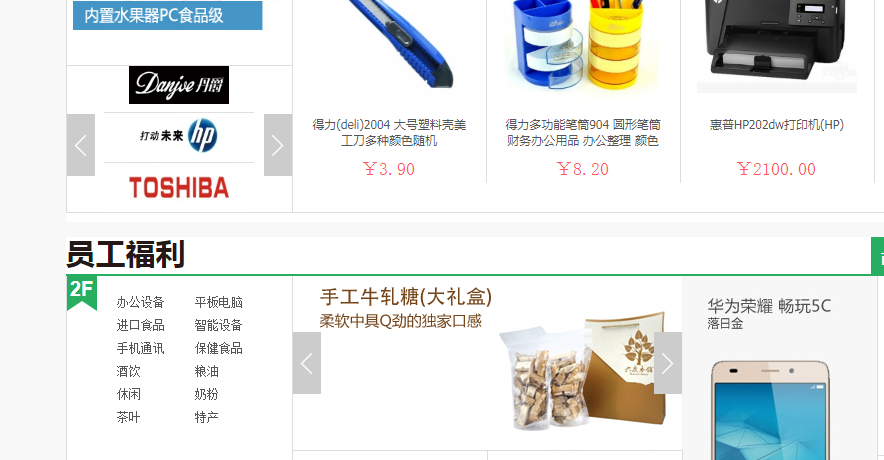 内置水果器PC食品级
Danjve丹爵
打动未来 hp
TOSHIBA
得力(deli)2004 大号塑料壳美
工刀多种颜色随机
￥3.90
得力多功能笔筒904 圆形笔筒
财务办公用品 办公整理 颜色
￥8.20
惠普HP202dw打印机(HP)
￥2100.00
员工福利
2F
办公设备 平板电脑
进口食品 智能设备
手机通讯 保健食品
酒饮 粮油
休闲 奶粉
茶叶 特产
手工牛轧糖(大礼盒)
柔软中具Q劲的独家口感
华为荣耀 畅玩5C
落日金